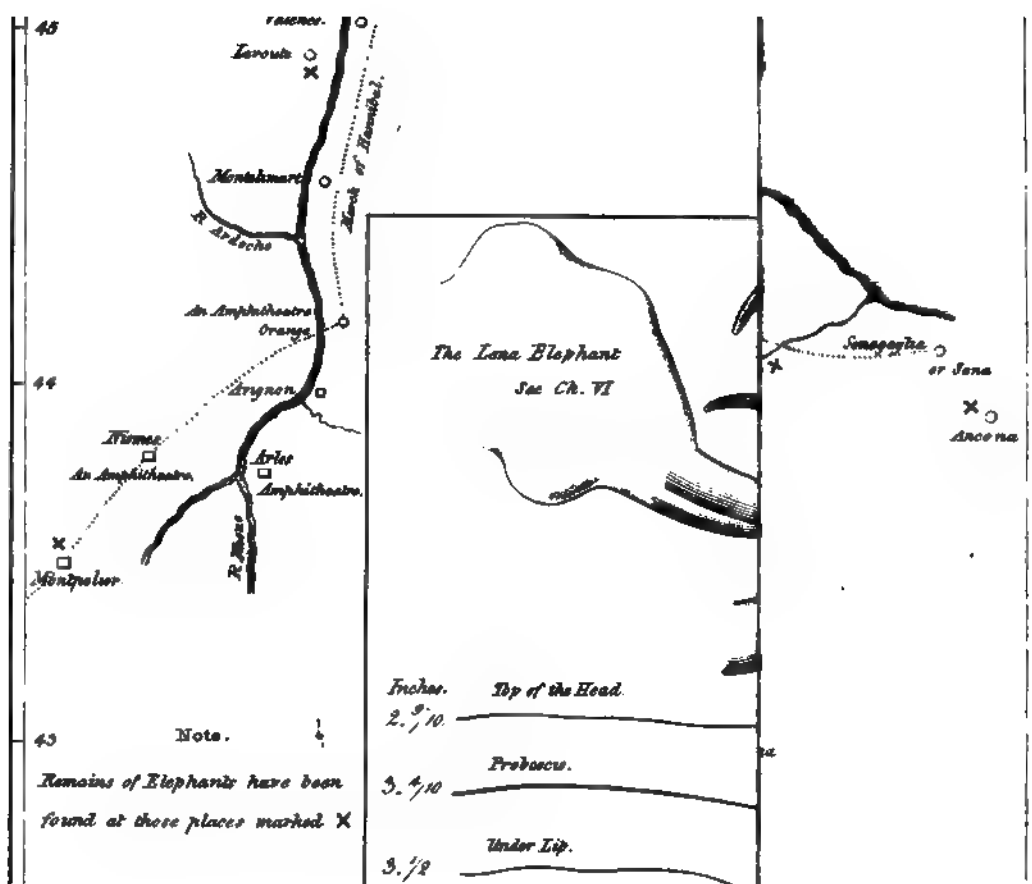 45
Valence.
Laroute
X
March of Hannibal.
Montelimart
R. Ardeche
An Amphitheatre
Orange
44
Avignon
Nismes
An Amphitheatre.
Arles
Amphitheatre.
X
Montpelier
R. Rhone
The Lena Elephant
See Ch. VI
Senegaglia
or Sena
X
X
Ancona
43
Note.
Remains of Elephants have been
found at those places marked X
Inches.
Top of the Head.
2. 9/10
Proboscis.
3. 4/10
Under Lip.
3. 1/2
na